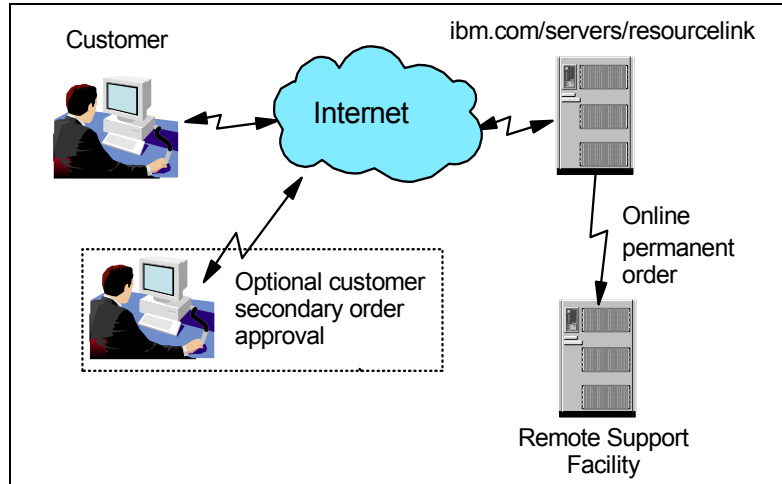 Customer
ibm.com/servers/resourcelink
Internet
Online
permanent
order
Optional customer
secondary order
approval
Remote Support
Facility